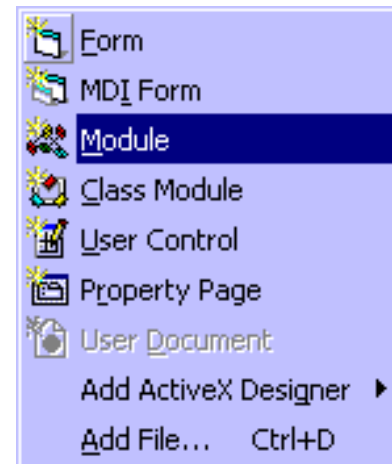 Form
MDI Form
Module
Class Module
User Control
Property Page
User Document
Add ActiveX Designer
Add File... Ctrl+D